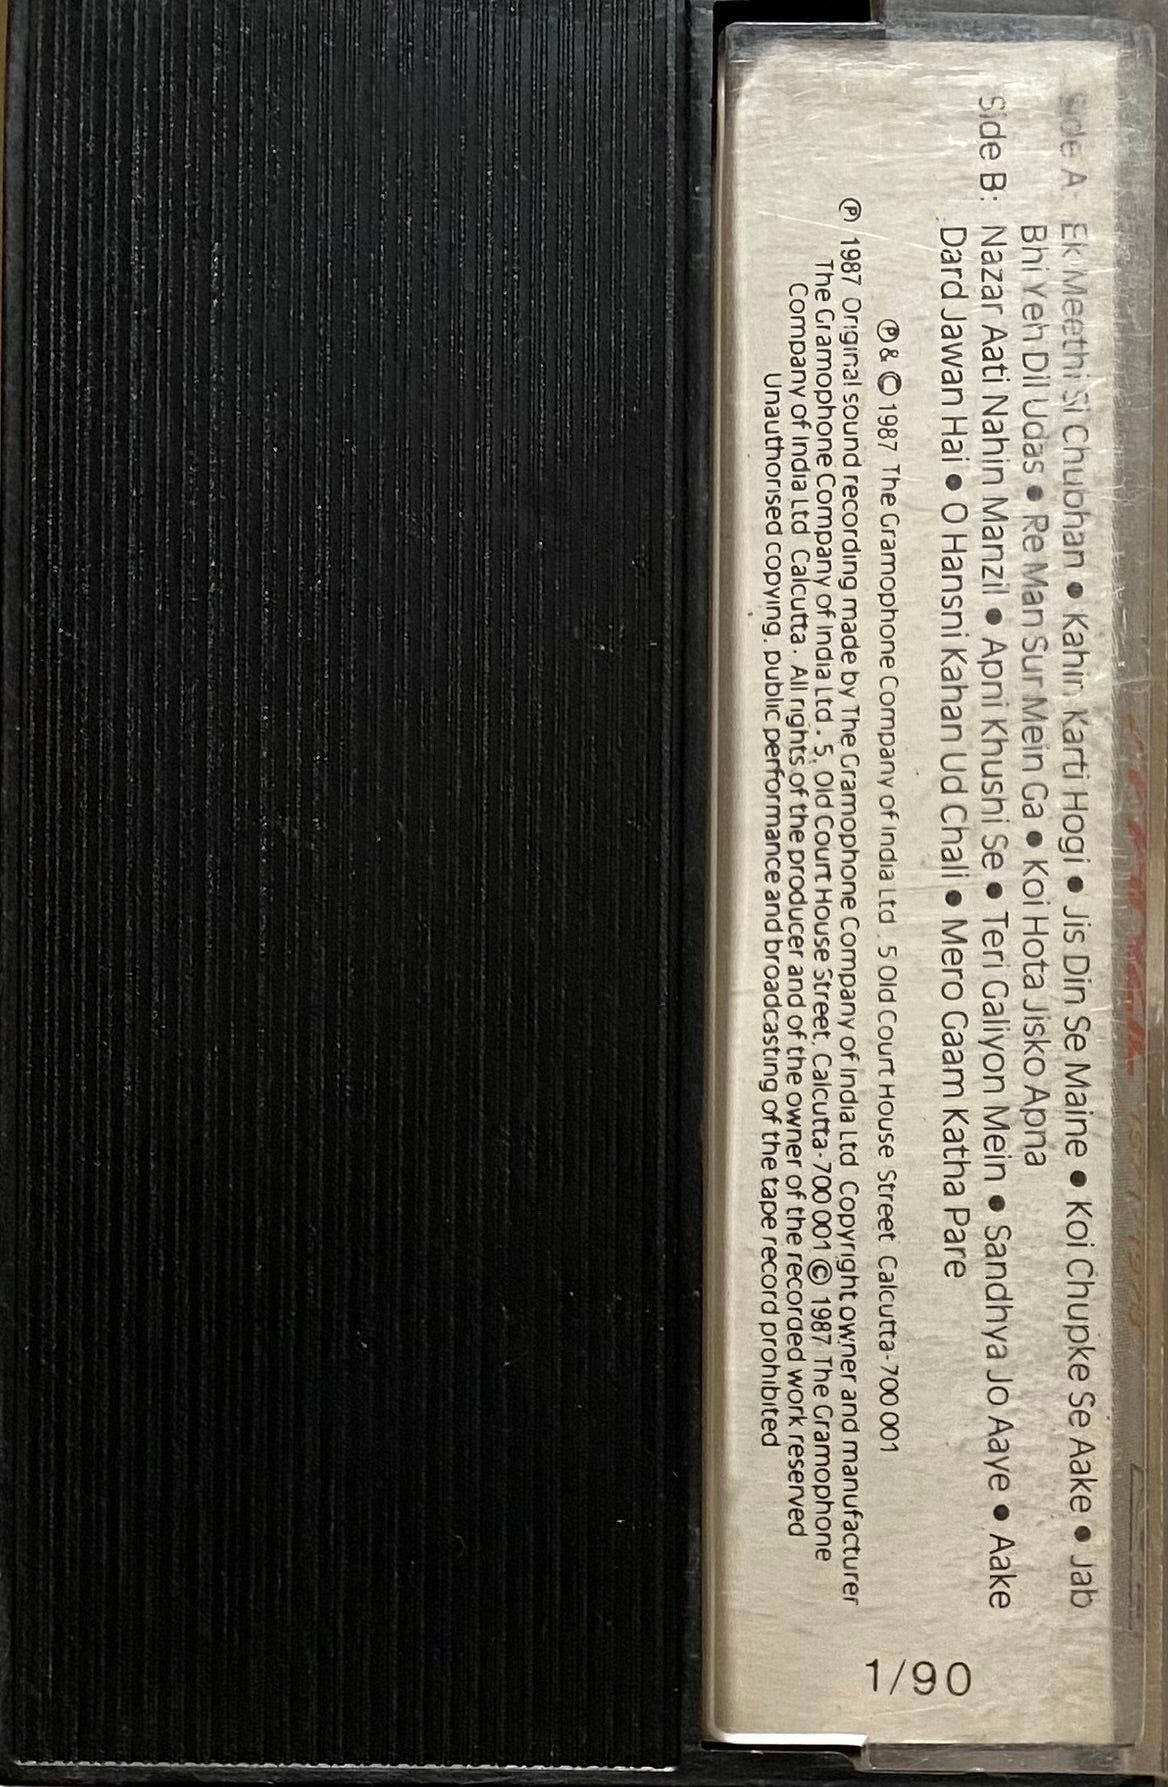 Side A: Ek Meethi Si Chubhan ● Kahin Karti Hogi ● Jis Din Se Maine ● Koi Chupke Se Aake ● Jab
Bhi Yeh Dil Udas ● Re Man Sur Mein Ga ● Koi Hota Jisko Apna
Side B: Nazar Aati Nahin Manzil ● Apni Khushi Se ● Teri Galiyon Mein ● Sandhya Jo Aaye ● Aake
Dard Jawan Hai ● O Hansni Kahan Ud Chali ● Mero Gaam Katha Pare
℗ & © 1987 The Gramophone Company of India Ltd. 5 Old Court House Street Calcutta-700 001
℗ 1987 Original sound recording made by The Gramophone Company of India Ltd Copyright owner and manufacturer
The Gramophone Company of India Ltd. 5, Old Court House Street, Calcutta-700 001 © 1987 The Gramophone
Company of India Ltd Calcutta. All rights of the producer and of the owner of the recorded work reserved
Unauthorised copying, public performance and broadcasting of the tape record prohibited
1/90